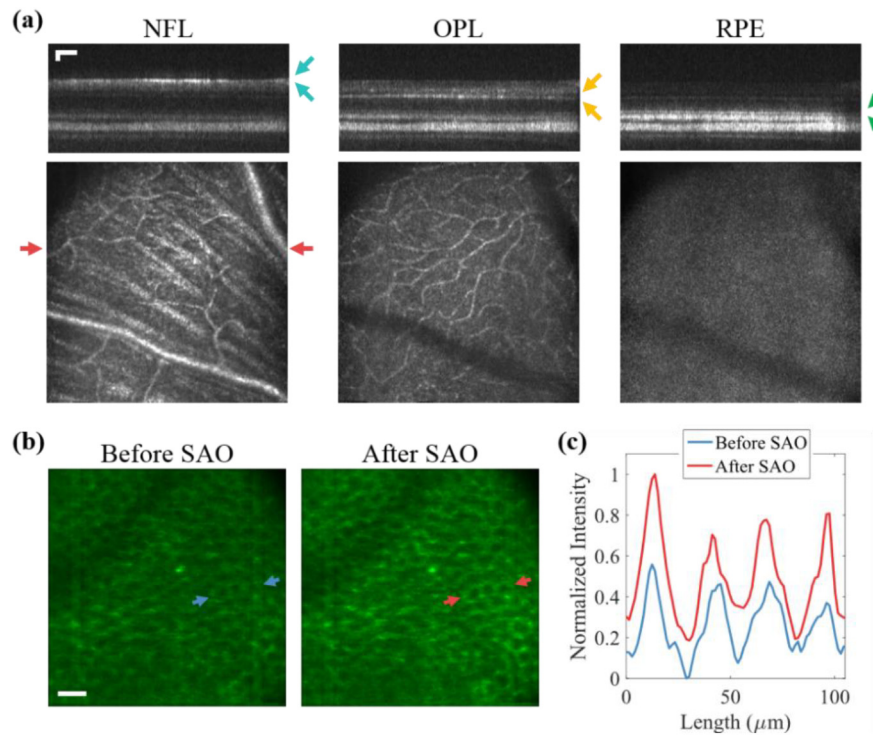 (a)
NFL OPL RPE
(b)
Before SAO After SAO
(c)
Before SAO
After SAO
Normalized Intensity
1
0.8
0.6
0.4
0.2
0
0 50 100
Length (μm)